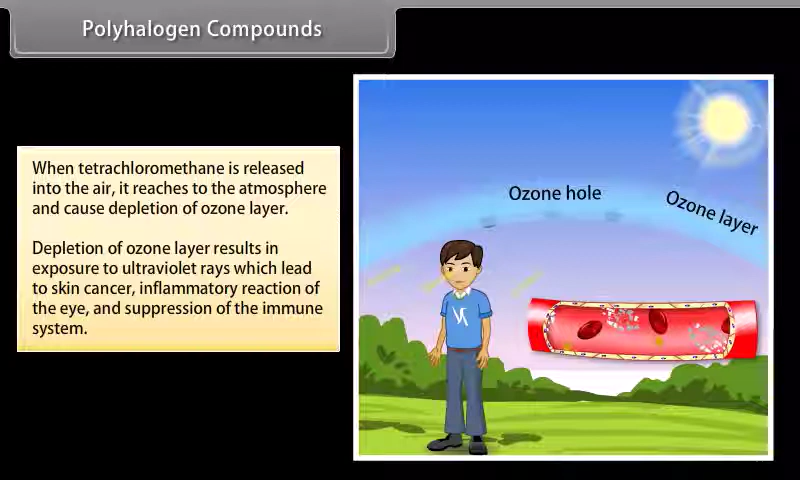 Polyhalogen Compounds
When tetrachloromethane is released
into the air, it reaches to the atmosphere
and cause depletion of ozone layer.
Depletion of ozone layer results in
exposure to ultraviolet rays which lead
to skin cancer, inflammatory reaction of
the eye, and suppression of the immune
system.
Ozone hole
Ozone layer